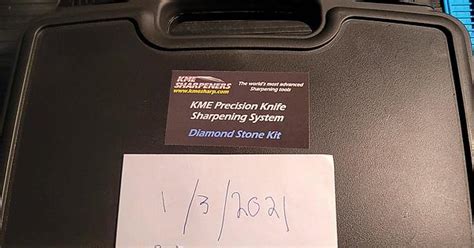 KME
SHARPENERS
www.kmesharp.com
The world's most advanced
Sharpening tools
KME Precision Knife
Sharpening System
Diamond Stone Kit
1/3/2021